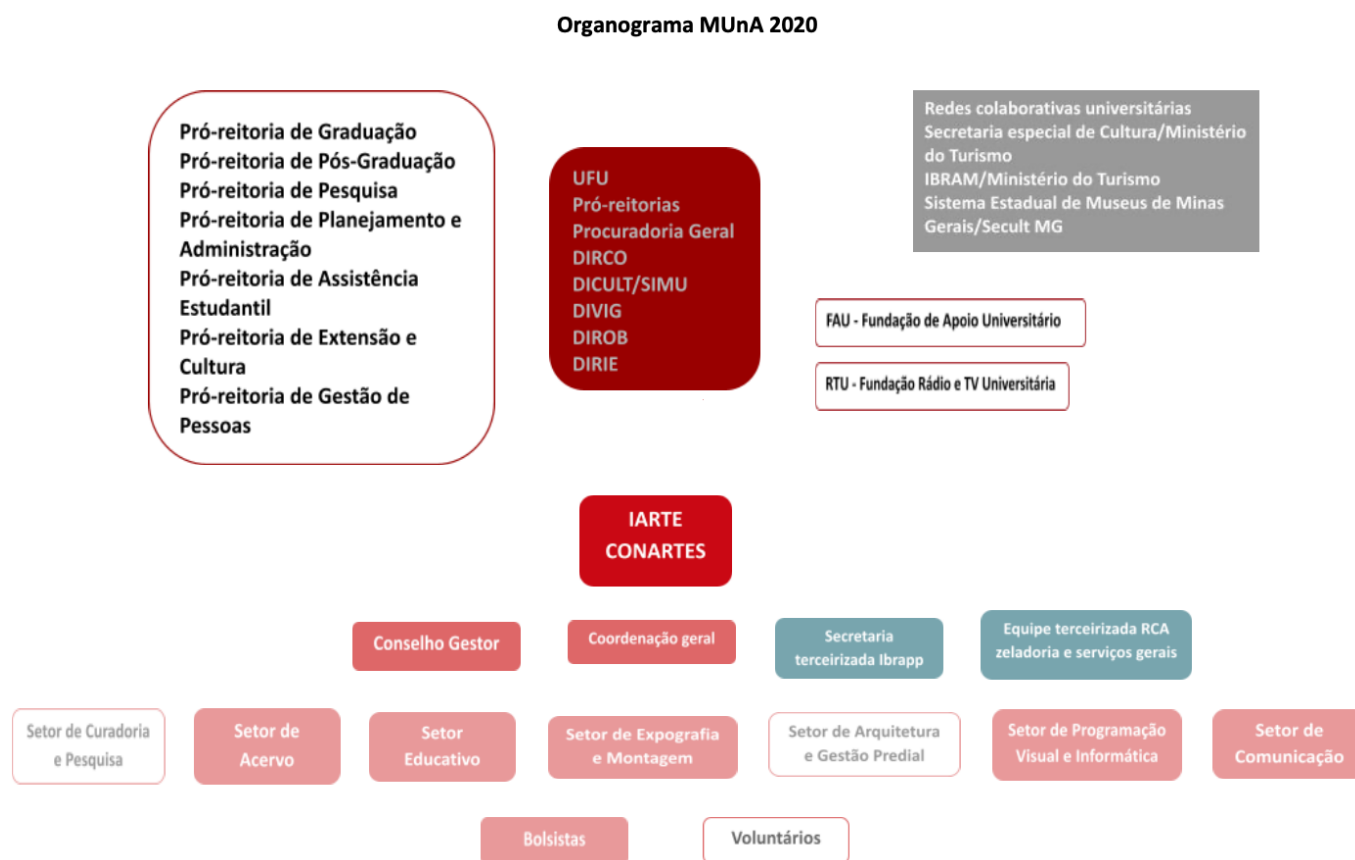 Organograma MUnA 2020
Pró-reitoria de Graduação
Pró-reitoria de Pós-Graduação
Pró-reitoria de Pesquisa
Pró-reitoria de Planejamento e
Administração
Pró-reitoria de Assistência
Estudantil
Pró-reitoria de Extensão e
Cultura
Pró-reitoria de Gestão de
Pessoas
UFU
Pró-reitorias
Procuradoria Geral
DIRCO
DICULT/SIMU
DIVIG
DIROB
DIRIE
Redes colaborativas universitárias
Secretaria especial de Cultura/Ministério
do Turismo
IBRAM/Ministério do Turismo
Sistema Estadual de Museus de Minas
Gerais/Secult MG
FAU - Fundação de Apoio Universitário
RTU - Fundação Rádio e TV Universitária
IARTE
CONARTES
Conselho Gestor
Coordenação geral
Secretaria
terceirizada Ibrapp
Equipe terceirizada RCA
zeladoria e serviços gerais
Setor de Curadoria
e Pesquisa
Setor de
Acervo
Setor
Educativo
Setor de Expografia
e Montagem
Setor de Arquitetura
e Gestão Predial
Setor de Programação
Visual e Informática
Setor de
Comunicação
Bolsistas
Voluntários